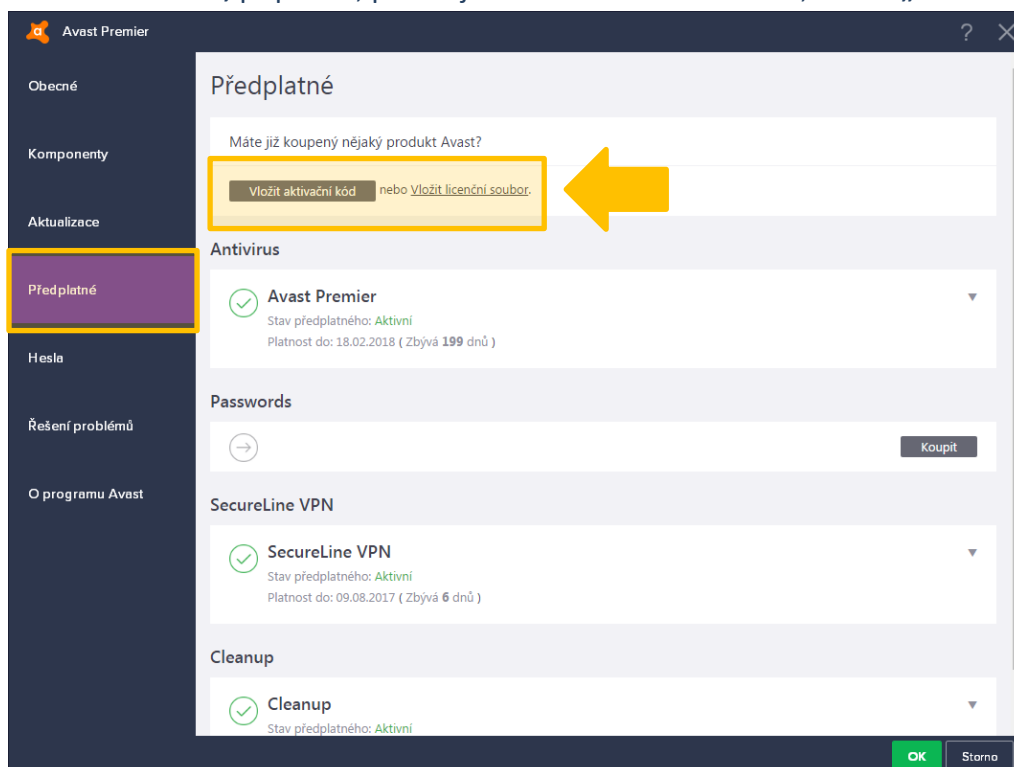 Avast Premier
?
Obecné
Komponenty
Aktualizace
Předplatné
Hesla
Řešení problémů
O programu Avast
Předplatné
Máte již koupený nějaký produkt Avast?
Vložit aktivační kód nebo Vložit licenční soubor.
Antivirus
Avast Premier
Stav předplatného: Aktivní
Platnost do: 18.02.2018 ( Zbývá 199 dnů )
Passwords
Koupit
SecureLine VPN
SecureLine VPN
Stav předplatného: Aktivní
Platnost do: 09.08.2017 ( Zbývá 6 dnů )
Cleanup
Cleanup
Stav předplatného: Aktivní
OK Storno